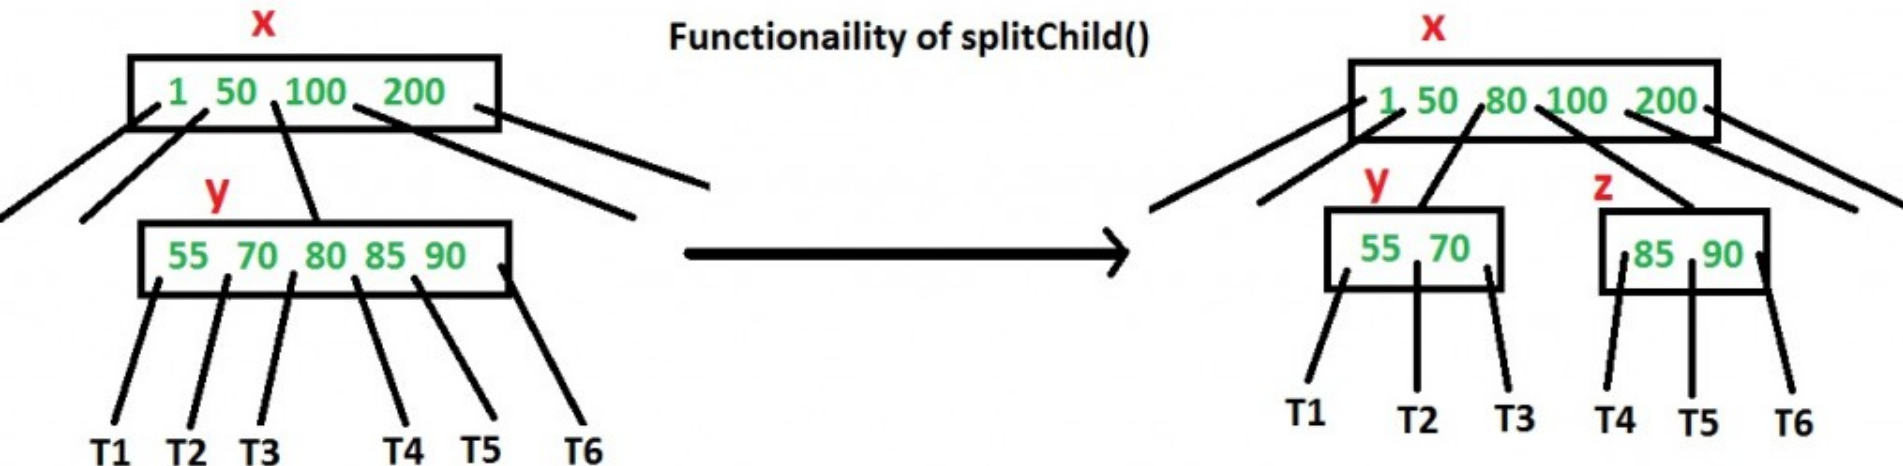 x
Functionaility of splitChild()
x
1 50 100 200
1 50 80 100 200
y
y
z
55 70 80 85 90
55 70
85 90
T1 T2 T3 T4 T5 T6
T1 T2 T3 T4 T5 T6